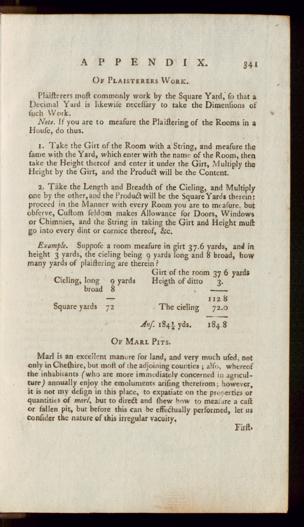 APPENDIX. 341
OF PLAISTERERS WORK.
Plaiſterers moſt commonly work by the Square Yard, ſo that a
Decimal Yard is likewiſe neceſſary to take the Dimenſions of
ſuch Work.
Note. If you are to meaſure the Plaiſtering of the Rooms in a
Houſe, do thus.
1. Take the Girt of the Room with a String, and meaſure the
ſame with the Yard, which enter with the name of the Room, then
take the Height thereof and enter it under the Girt, Multiply the
Height by the Girt, and the Product will be the Content.
2. Take the Length and Breadth of the Cieling, and Multiply
one by the other, and the Product will be the Square Yards therein:
proceed in the Manner with every Room you are to meaſure. but
obſerve, Cuſtom ſeldom makes Allowance for Doors, Windows
or Chimnies, and the String in taking the Girt and Height muſt
go into every dint or cornice thereof, &c.
Example. Suppoſe a room meaſure in girt 37.6 yards, and in
height 3 yards, the cieling being 9 yards long and 8 broad, how
many yards of plaiſtering are therein?
Girt of the room 37 6 yards
Cieling, long 9 yards Heigth of ditto 3.
broad 8
112 8
Square yards 72 The cieling 72.0
Anſ. 184¾ yds. 184 8
OF MARL PITS.
Marl is an excellent manure for land, and very much uſed, not
only in Cheſhire, but moſt of the adjoining counties; alſo, whereof
the inhabitants (who are more immediately concerned in agricul-
ture) annually enjoy the emoluments ariſing therefrom; however,
it is not my deſign in this place, to expatiate on the properties or
quantities of marl, but to direct and ſhew how to meaſure a caſt
or fallen pit, but before this can be effectually performed, let us
conſider the nature of this irregular vacuity,
Firſt.